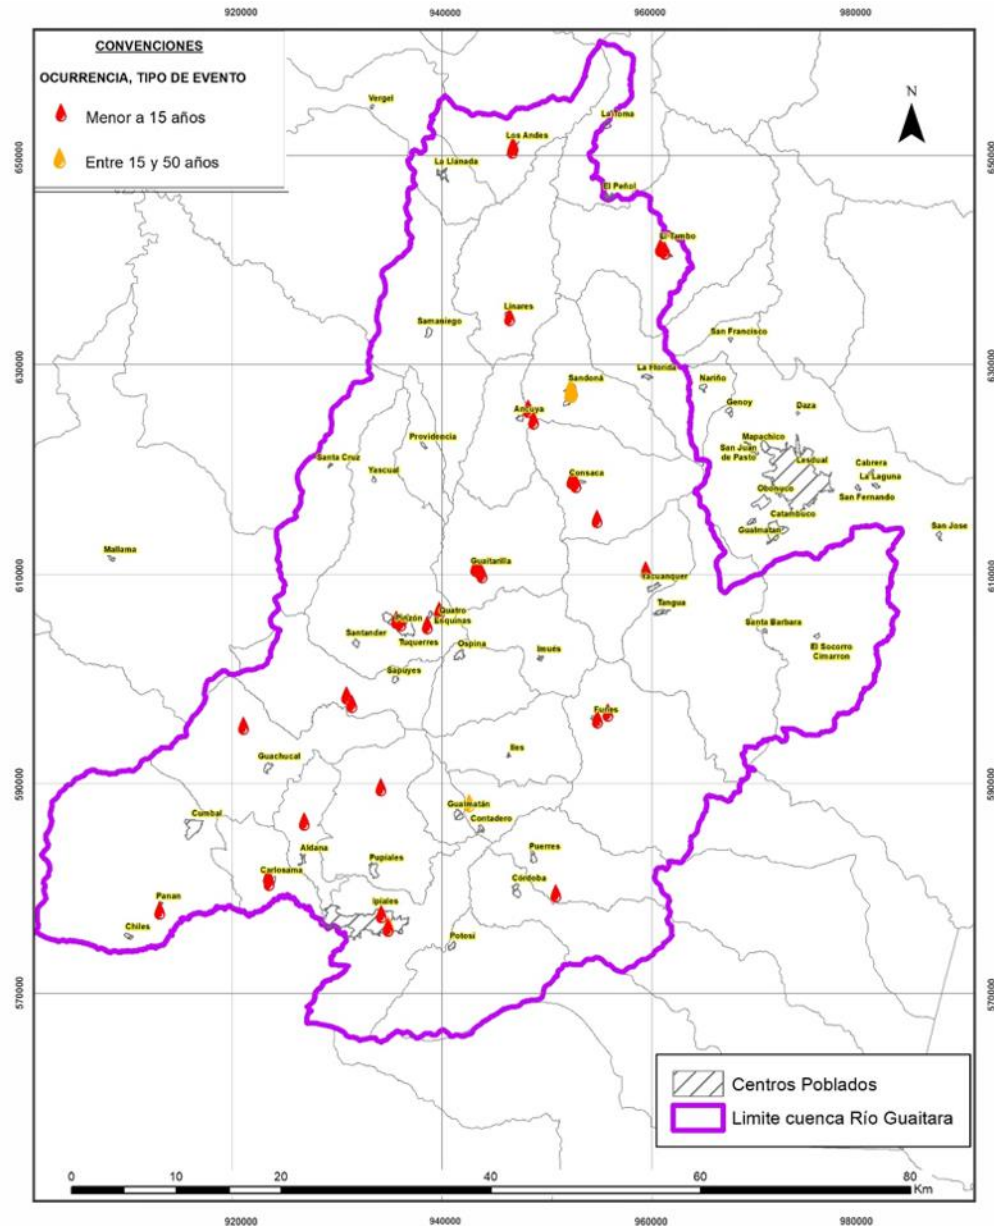 920000 940000 960000 980000
CONVENCIONES
OCURRENCIA, TIPO DE EVENTO
Menor a 15 años
Entre 15 y 50 años
N
Vergel
La Toma
Los Andes
650000 650000
La Llanada
El Peñol
El Tambo
Linares
Samaniego
San Francisco
630000 630000
La Florida
Sandoná
Nariño
Genoy
Daza
Ancuya
Providencia
Mapachico
San Juan
de Pasto
Santa Cruz
Yascual
Consaca
Cabrera
La Laguna
Obonuco
San Fernando
Catambuco
Gualmatan
San Jose
Mallama
Guaitarilla
610000 610000
Yacuanquer
Tangua
Pinzón
Quatro
Esquinas
Santa Barbara
Santander
Tuquerres
Ospina
Imués
El Socorro
Cimarron
Sapuyes
Funes
Iles
Guachucal
590000 590000
Gualmatán
Cumbal
Contadero
Aldana
Pupiales
Puerres
Carlosama
Córdoba
Panan
Ipiales
Chiles
Potosí
570000 570000
Centros Poblados
Limite cuenca Río Guaitara
0 10 20 40 60 80
Km
920000 940000 960000 980000